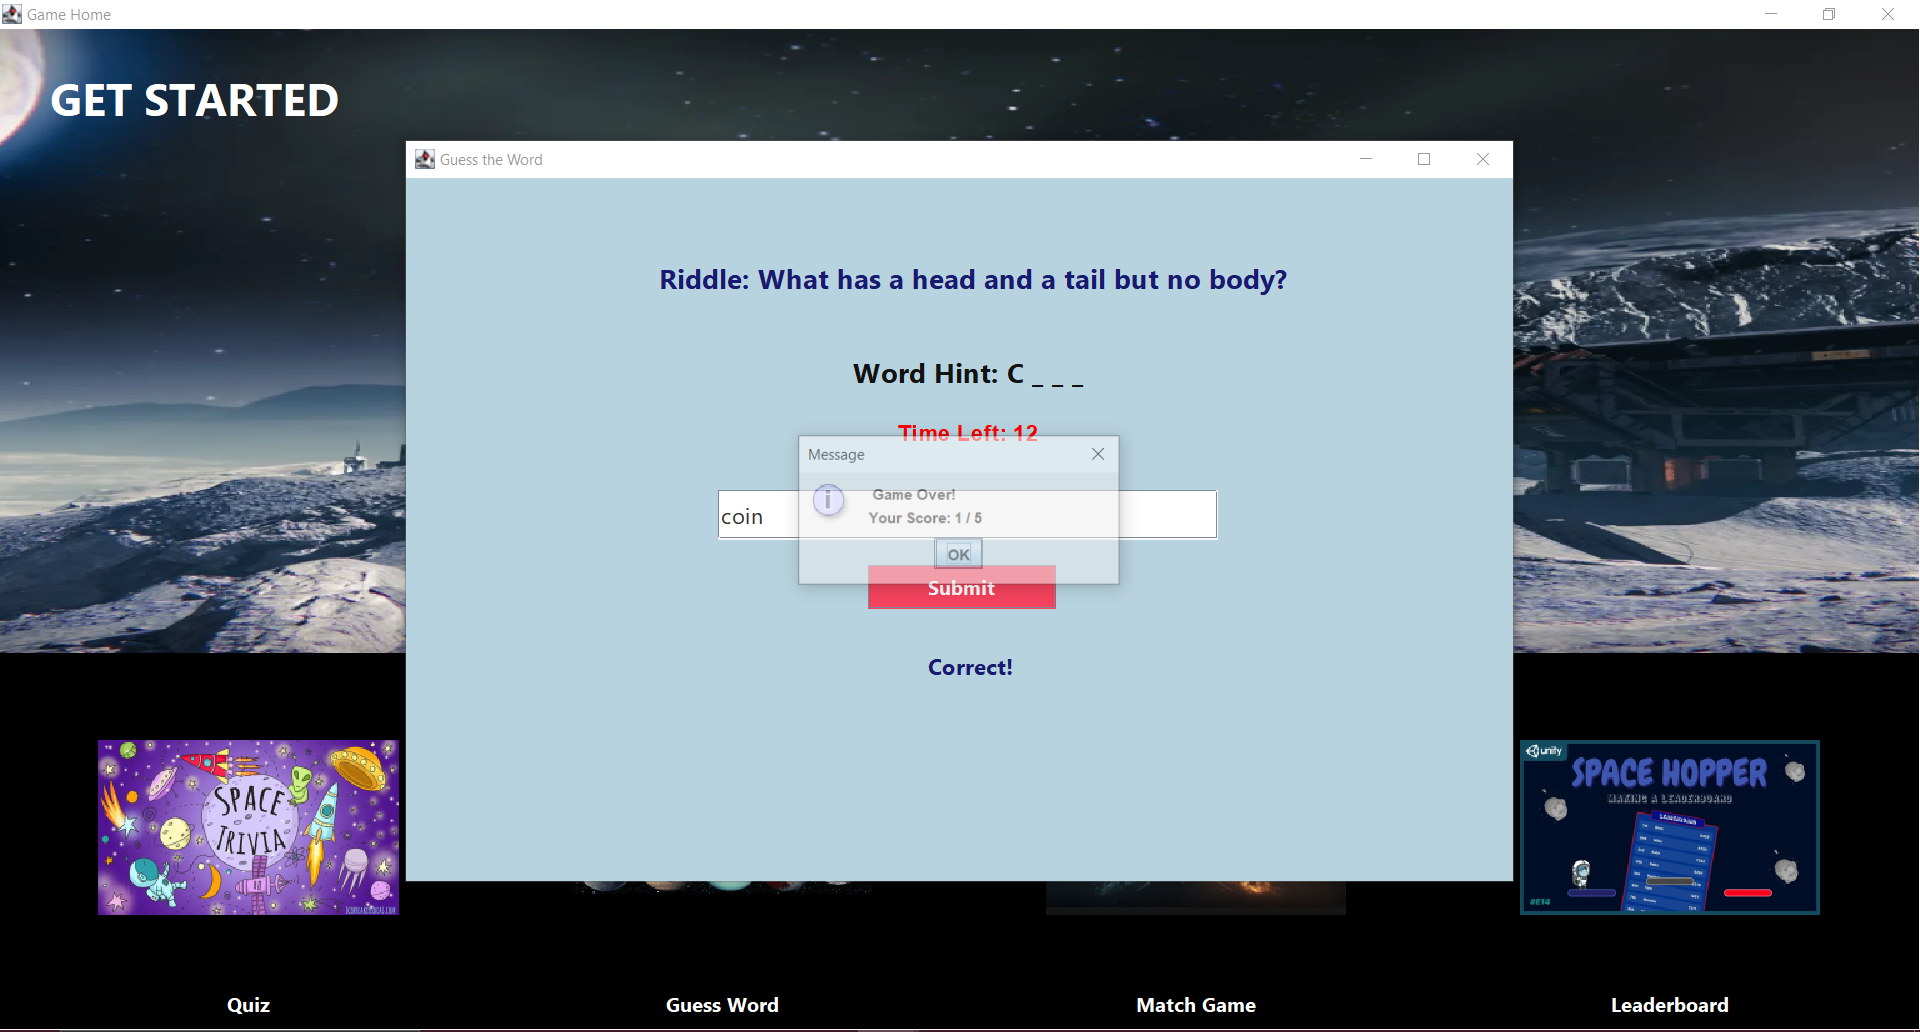 Game Home
GET STARTED
Guess the Word
Riddle: What has a head and a tail but no body?
Word Hint: C _ _ _
Time Left: 12
Message
Game Over!
Your Score: 1 / 5
coin
OK
Submit
Correct!
SPACE
TRIVIA
unity
SPACE HOPPER
MAKING A LEADERBOARD
#E14
Quiz
Guess Word
Match Game
Leaderboard